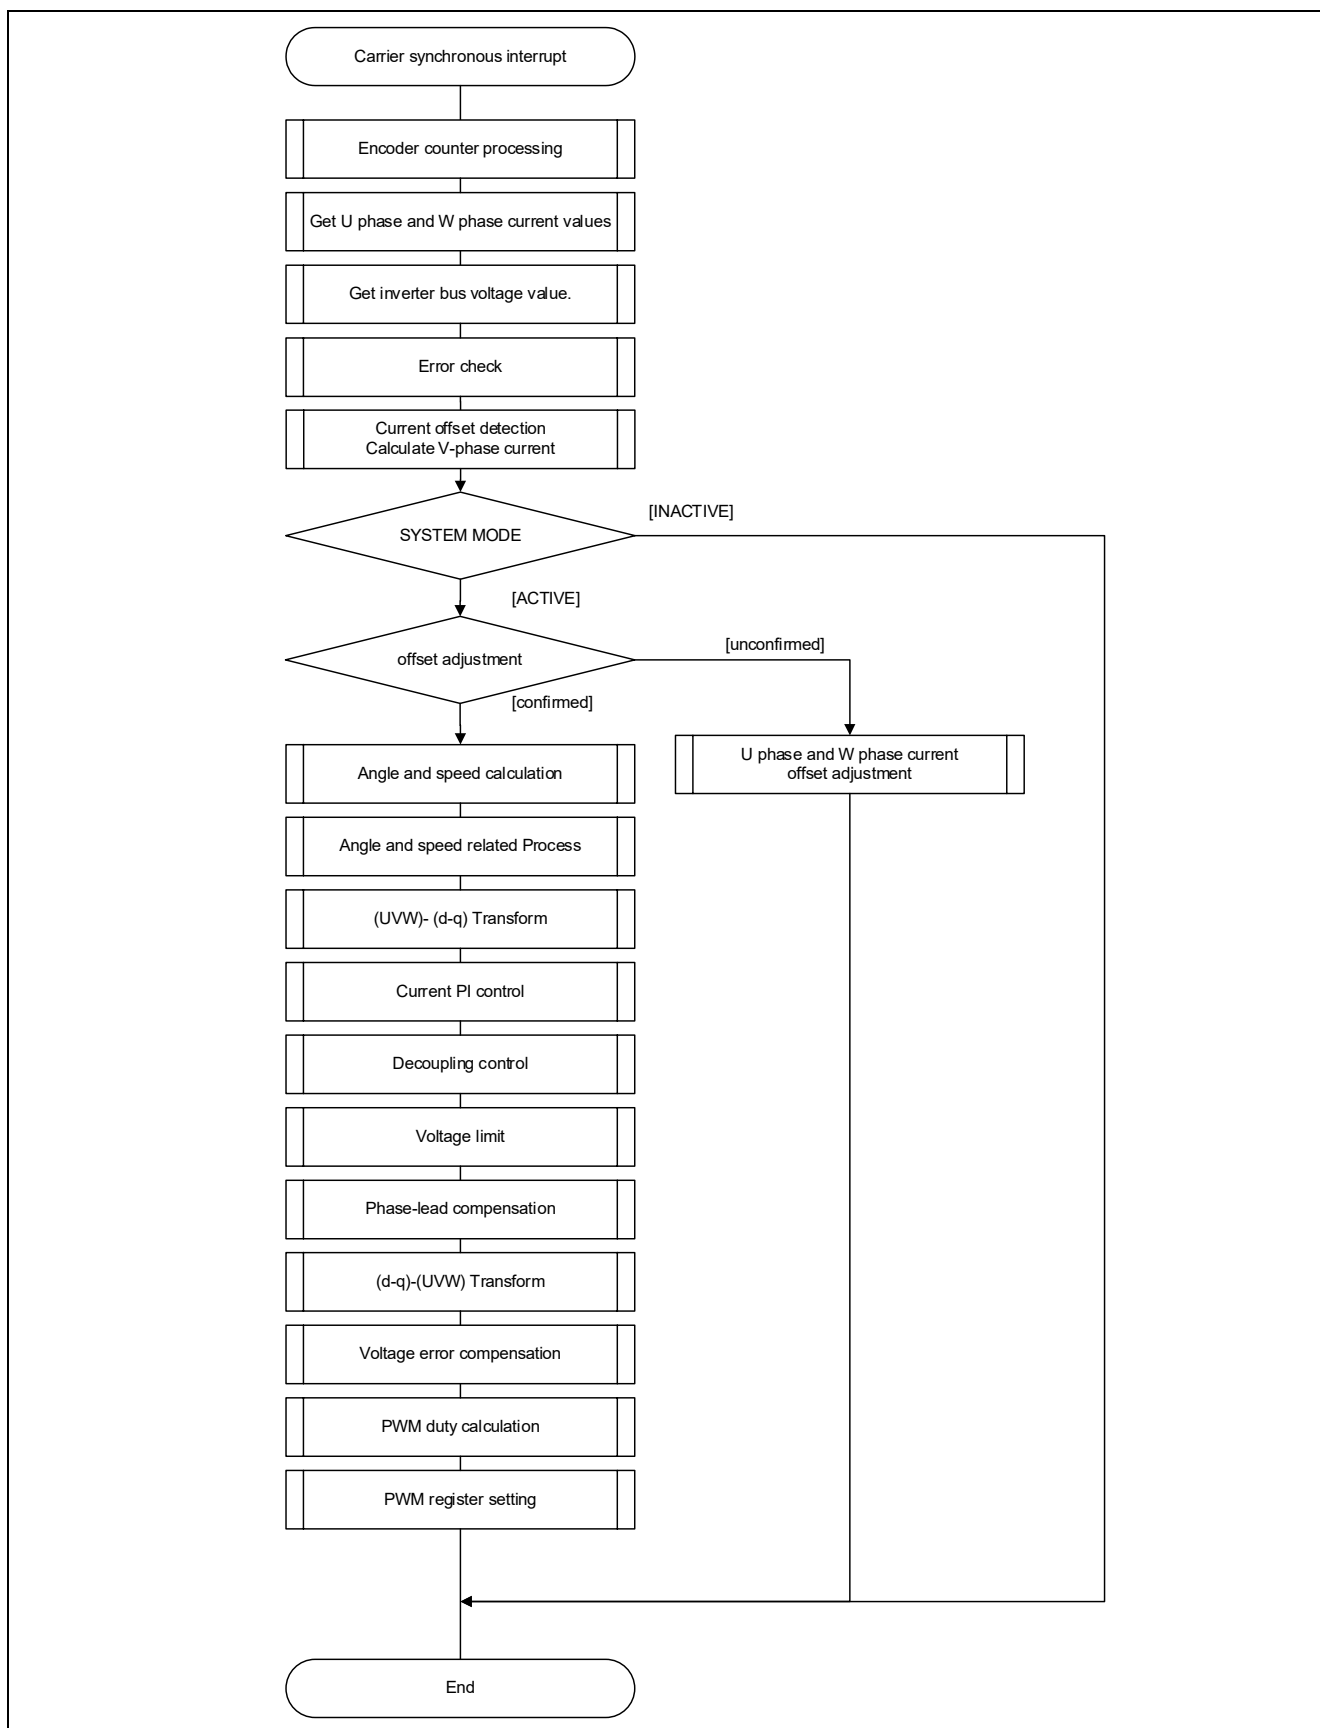 Carrier synchronous interrupt
Encoder counter processing
Get U phase and W phase current values
Get inverter bus voltage value.
Error check
Current offset detection
Calculate V-phase current
[INACTIVE]
SYSTEM MODE
[ACTIVE]
[unconfirmed]
offset adjustment
[confirmed]
U phase and W phase current
offset adjustment
Angle and speed calculation
Angle and speed related Process
(UVW)- (d-q) Transform
Current PI control
Decoupling control
Voltage limit
Phase-lead compensation
(d-q)-(UVW) Transform
Voltage error compensation
PWM duty calculation
PWM register setting
End